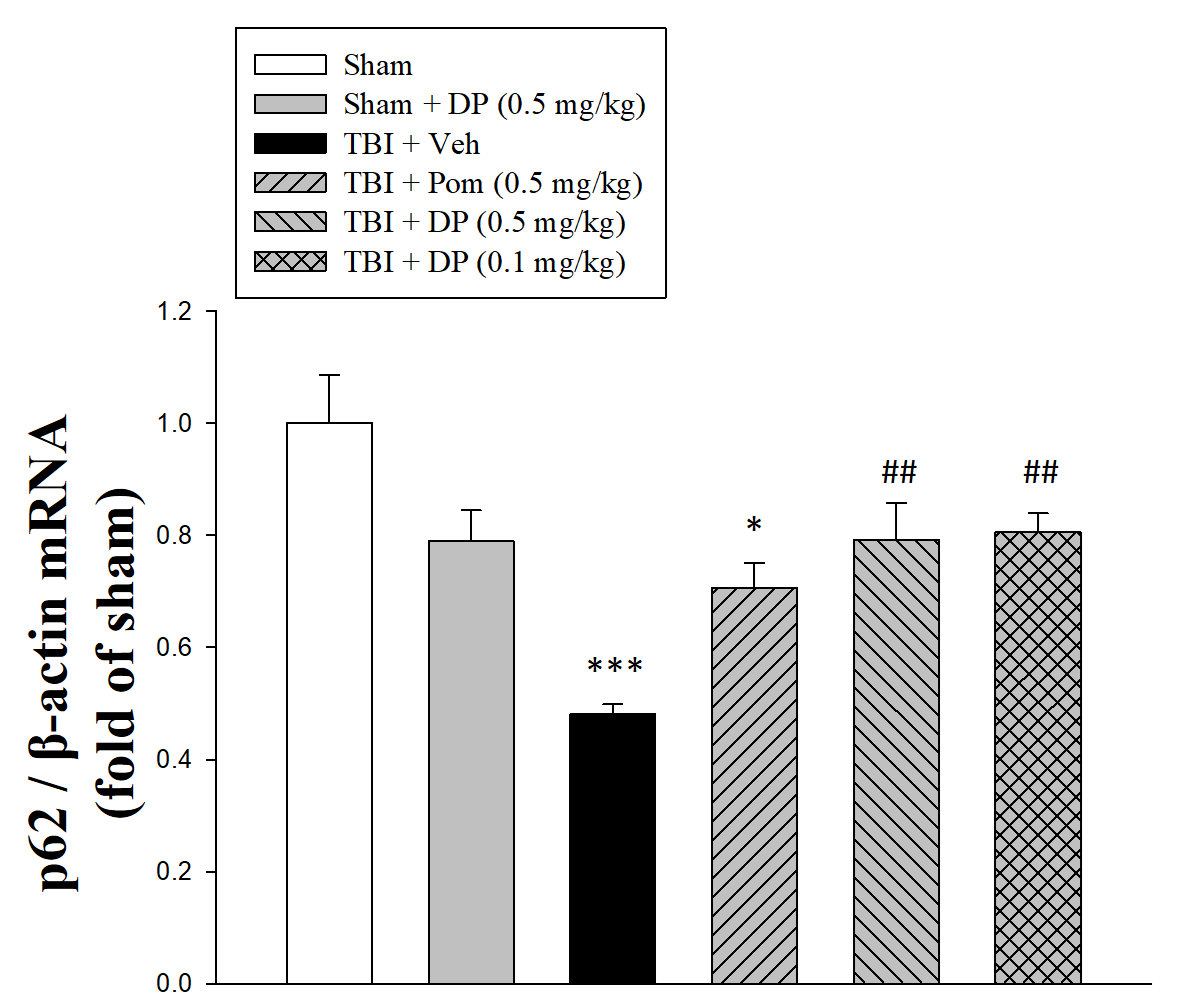 Sham
Sham + DP (0.5 mg/kg)
TBI + Veh
TBI + Pom (0.5 mg/kg)
TBI + DP (0.5 mg/kg)
TBI + DP (0.1 mg/kg)
p62 / β-actin mRNA
(fold of sham)
1.2
1.0
0.8
0.6
0.4
0.2
0.0
***
*
##
##